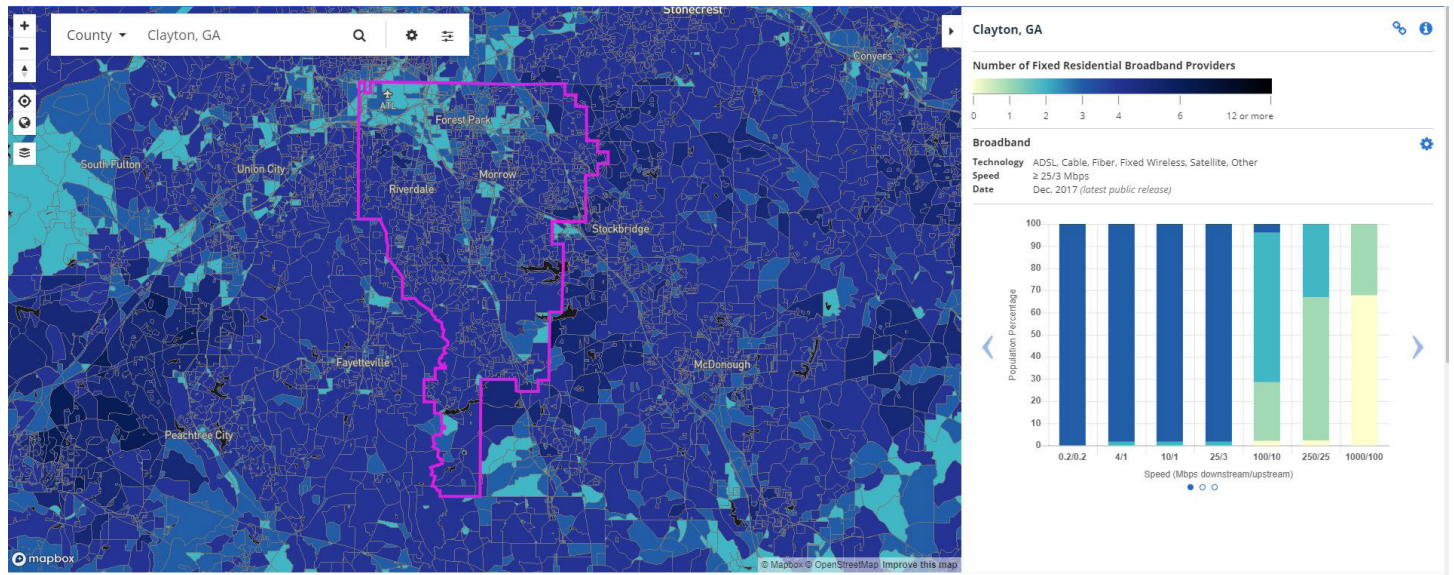 County
Clayton, GA
Stonecrest
Conyers
ATL
Forest Park
South Fulton
Union City
Morrow
Riverdale
Stockbridge
Fayetteville
McDonough
Peachtree City
mapbox
© Mapbox © OpenStreetMap Improve this map
Clayton, GA
Number of Fixed Residential Broadband Providers
0 1 2 3 4 6 12 or more
Broadband
Technology ADSL, Cable, Fiber, Fixed Wireless, Satellite, Other
Speed ≥ 25/3 Mbps
Date Dec. 2017 (latest public release)
100
90
80
70
60
50
40
30
20
10
0
Population Percentage
0.2/0.2 4/1 10/1 25/3 100/10 250/25 1000/100
Speed (Mbps downstream/upstream)